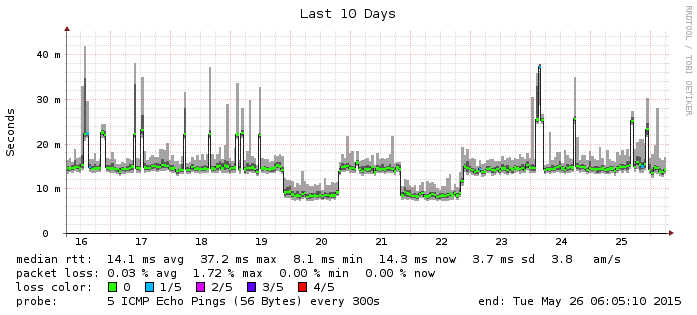 Last 10 Days
RRDTOOL / TOBI OETIKER
Seconds
40 m
30 m
20 m
10 m
0
16 17 18 19 20 21 22 23 24 25
median rtt: 14.1 ms avg 37.2 ms max 8.1 ms min 14.3 ms now 3.7 ms sd 3.8 am/s
packet loss: 0.03 % avg 1.72 % max 0.00 % min 0.00 % now
loss color: 0 1/5 2/5 3/5 4/5
probe: 5 ICMP Echo Pings (56 Bytes) every 300s end: Tue May 26 06:05:10 2015